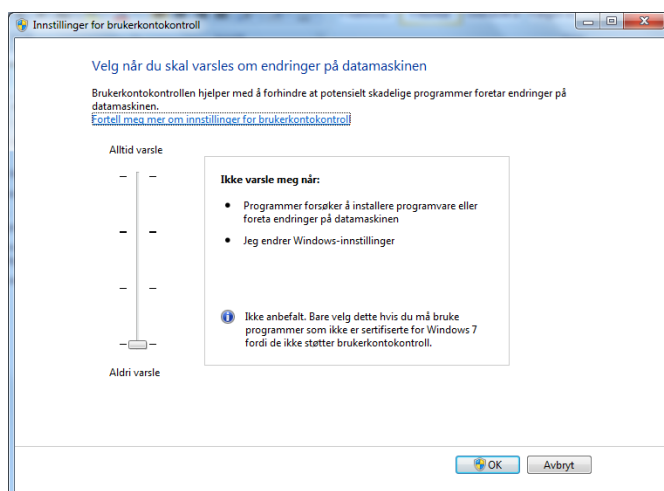 Innstillinger for brukerkontokontroll
Velg når du skal varsles om endringer på datamaskinen
Brukerkontokontrollen hjelper med å forhindre at potensielt skadelige programmer foretar endringer på
datamaskinen.
Fortell meg mer om innstillinger for brukerkontokontroll
Alltid varsle
Ikke varsle meg når:
Programmer forsøker å installere programvare eller
foreta endringer på datamaskinen
Jeg endrer Windows-innstillinger
Ikke anbefalt. Bare velg dette hvis du må bruke
programmer som ikke er sertifiserte for Windows 7
fordi de ikke støtter brukerkontokontroll.
Aldri varsle
OK
Avbryt